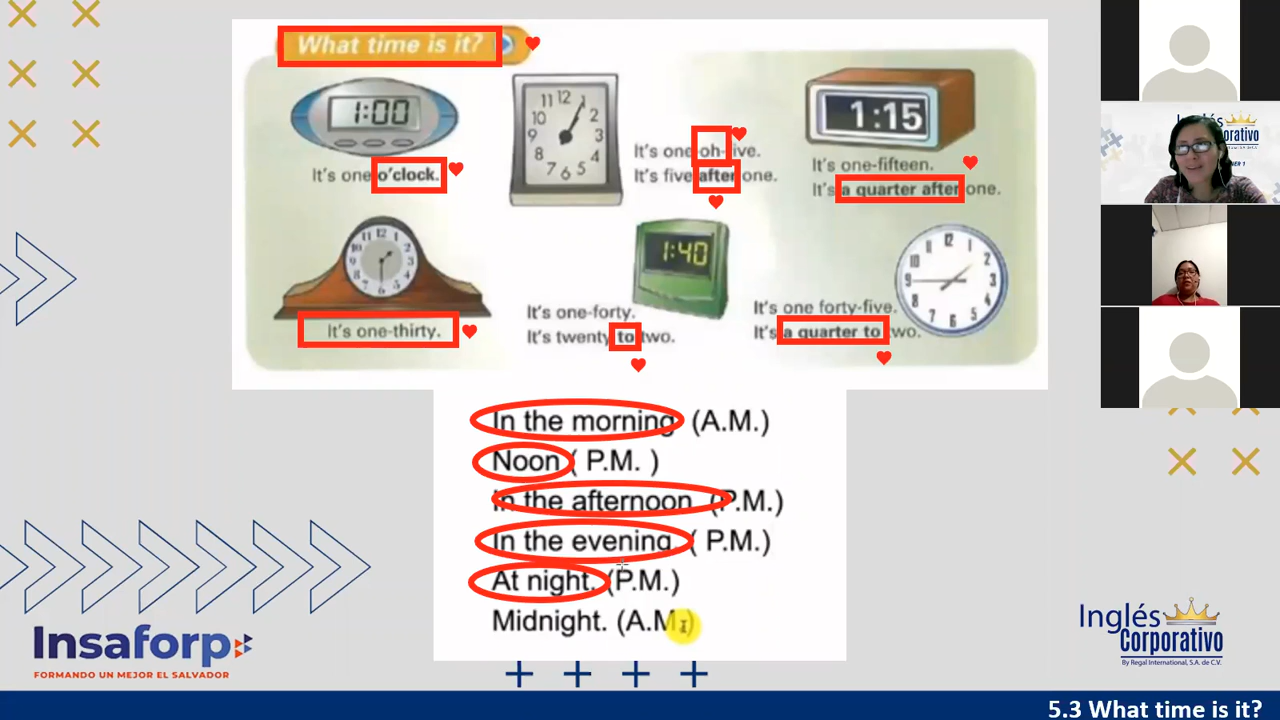 What time is it?
1:00
It's one o'clock.
It's one-oh-five.
It's five after one.
1:15
It's one-fifteen.
It's a quarter after one.
It's one-thirty.
1:40
It's one-forty.
It's twenty to two.
It's one forty-five.
It's a quarter to two.
In the morning (A.M.)
Noon ( P.M. )
In the afternoon. (P.M.)
In the evening. ( P.M.)
At night. (P.M.)
Midnight. (A.M.)
Insaforp
FORMANDO UN MEJOR EL SALVADOR
Inglés
Corporativo
By Regal International, S.A. de C.V.
5.3 What time is it?